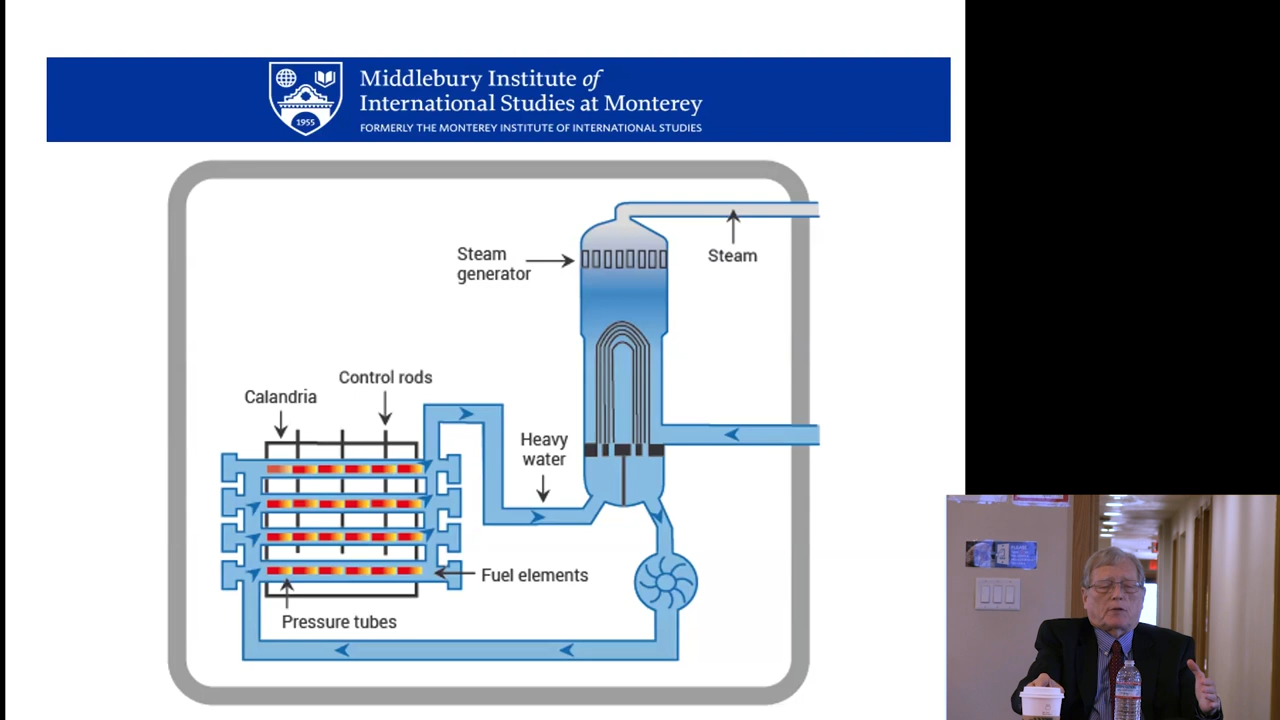 Middlebury Institute of
International Studies at Monterey
FORMERLY THE MONTEREY INSTITUTE OF INTERNATIONAL STUDIES
1955
Steam
generator
Steam
Control rods
Calandria
Heavy
water
Fuel elements
Pressure tubes